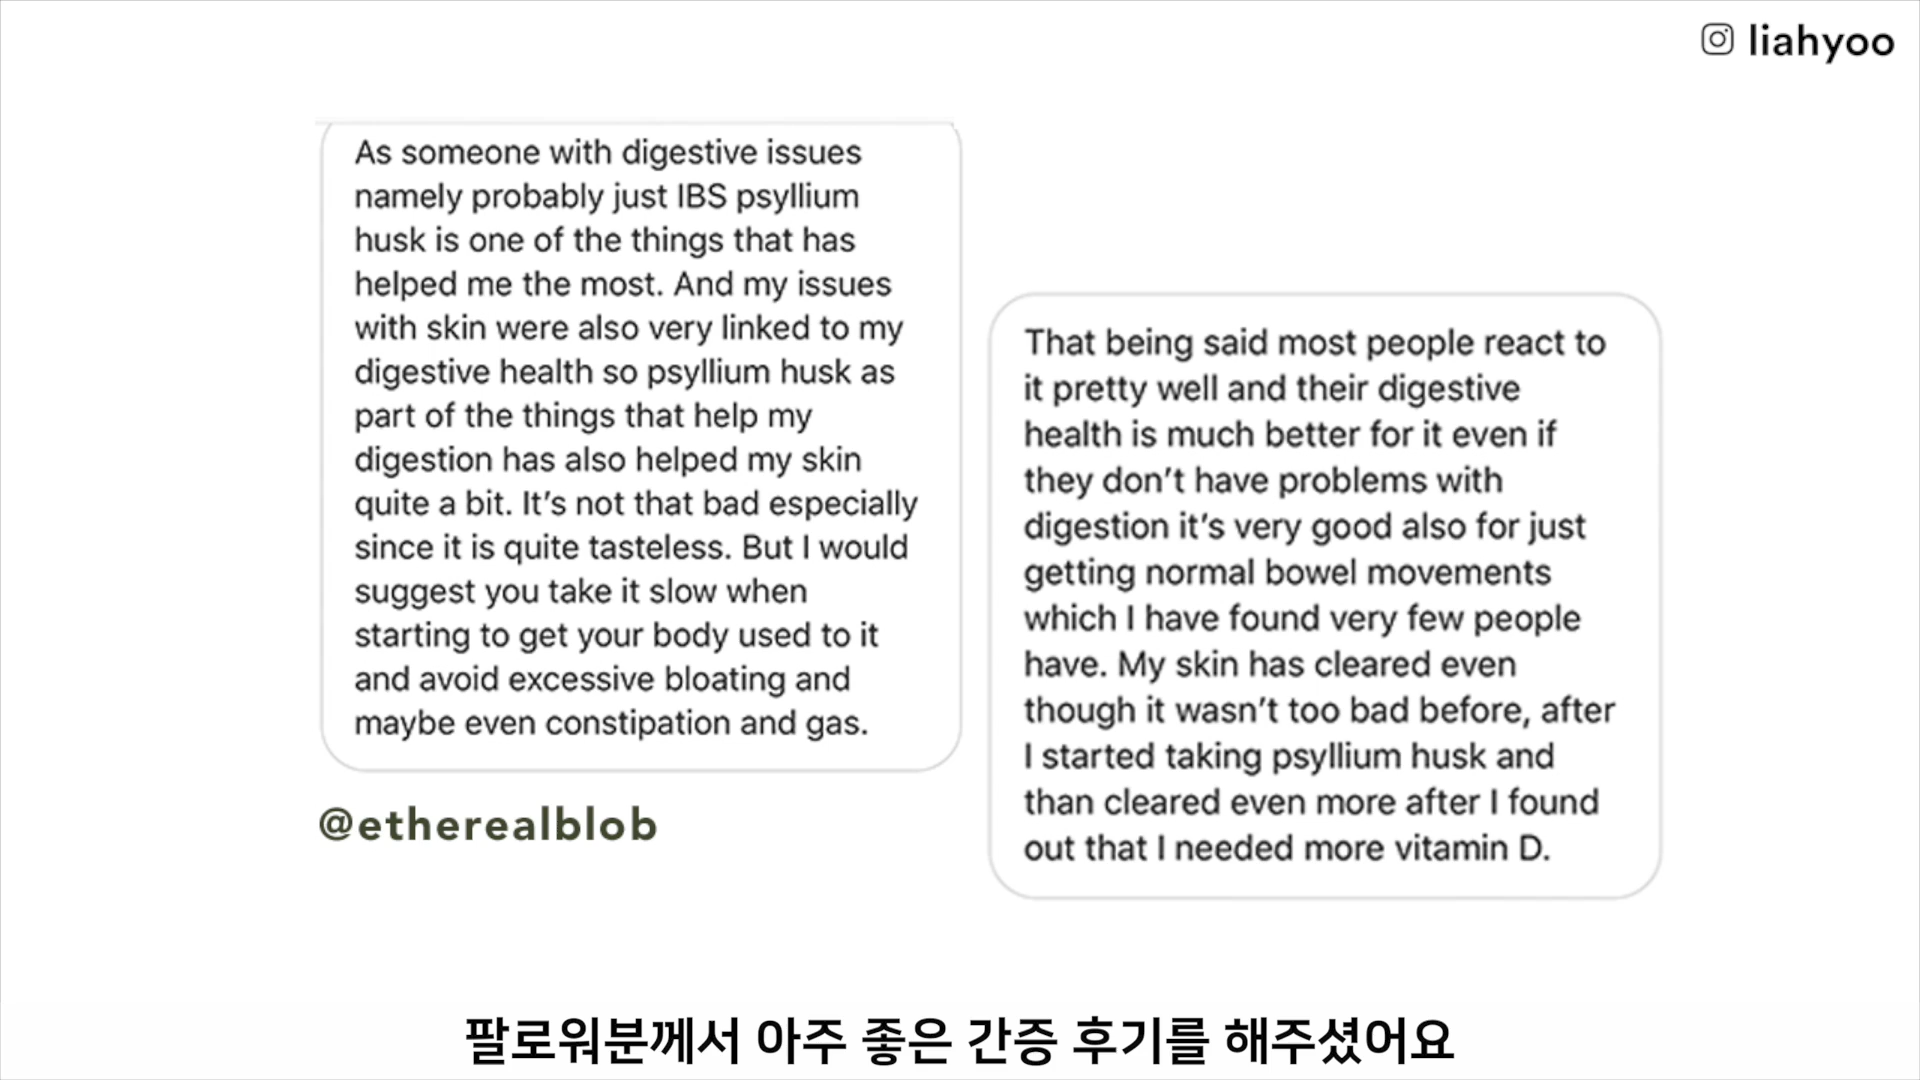 liahyoo
As someone with digestive issues
namely probably just IBS psyllium
husk is one of the things that has
helped me the most. And my issues
with skin were also very linked to my
digestive health so psyllium husk as
part of the things that help my
digestion has also helped my skin
quite a bit. It’s not that bad especially
since it is quite tasteless. But I would
suggest you take it slow when
starting to get your body used to it
and avoid excessive bloating and
maybe even constipation and gas.
@etherealblob
That being said most people react to
it pretty well and their digestive
health is much better for it even if
they don’t have problems with
digestion it’s very good also for just
getting normal bowel movements
which I have found very few people
have. My skin has cleared even
though it wasn’t too bad before, after
I started taking psyllium husk and
than cleared even more after I found
out that I needed more vitamin D.
팔로워분께서 아주 좋은 간증 후기를 해주셨어요